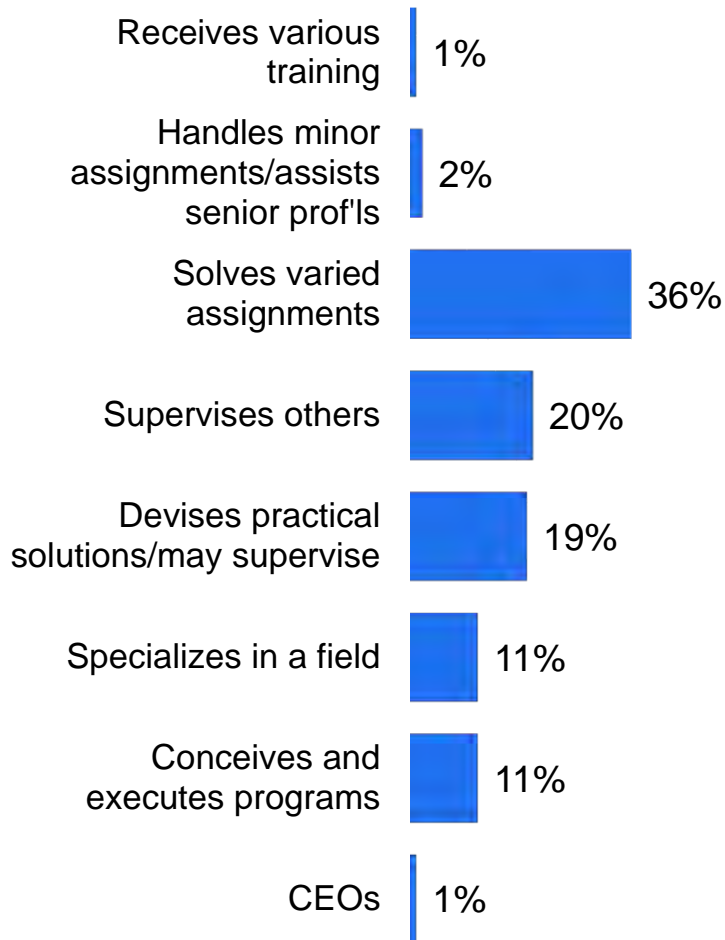 Receives various
training
1%
Handles minor
assignments/assists
senior prof'ls
2%
Solves varied
assignments
36%
Supervises others
20%
Devises practical
solutions/may supervise
19%
Specializes in a field
11%
Conceives and
executes programs
11%
CEOs
1%